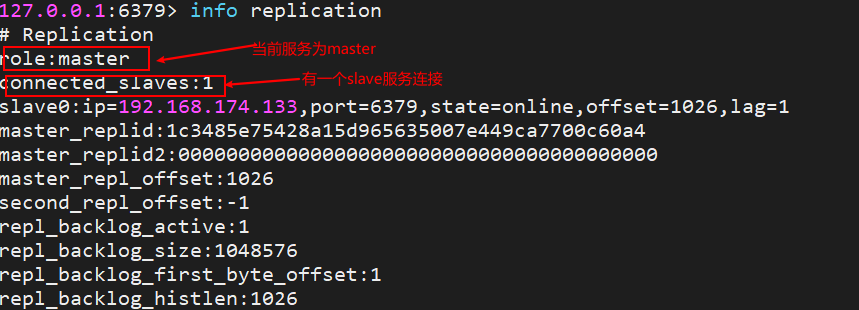 127.0.0.1:6379> info replication
# Replication
当前服务为master
role:master
有一个slave服务连接
connected_slaves:1
slave0:ip=192.168.174.133,port=6379,state=online,offset=1026,lag=1
master_replid:1c3485e75428a15d965635007e449ca7700c60a4
master_replid2:0000000000000000000000000000000000000000
master_repl_offset:1026
second_repl_offset:-1
repl_backlog_active:1
repl_backlog_size:1048576
repl_backlog_first_byte_offset:1
repl_backlog_histlen:1026